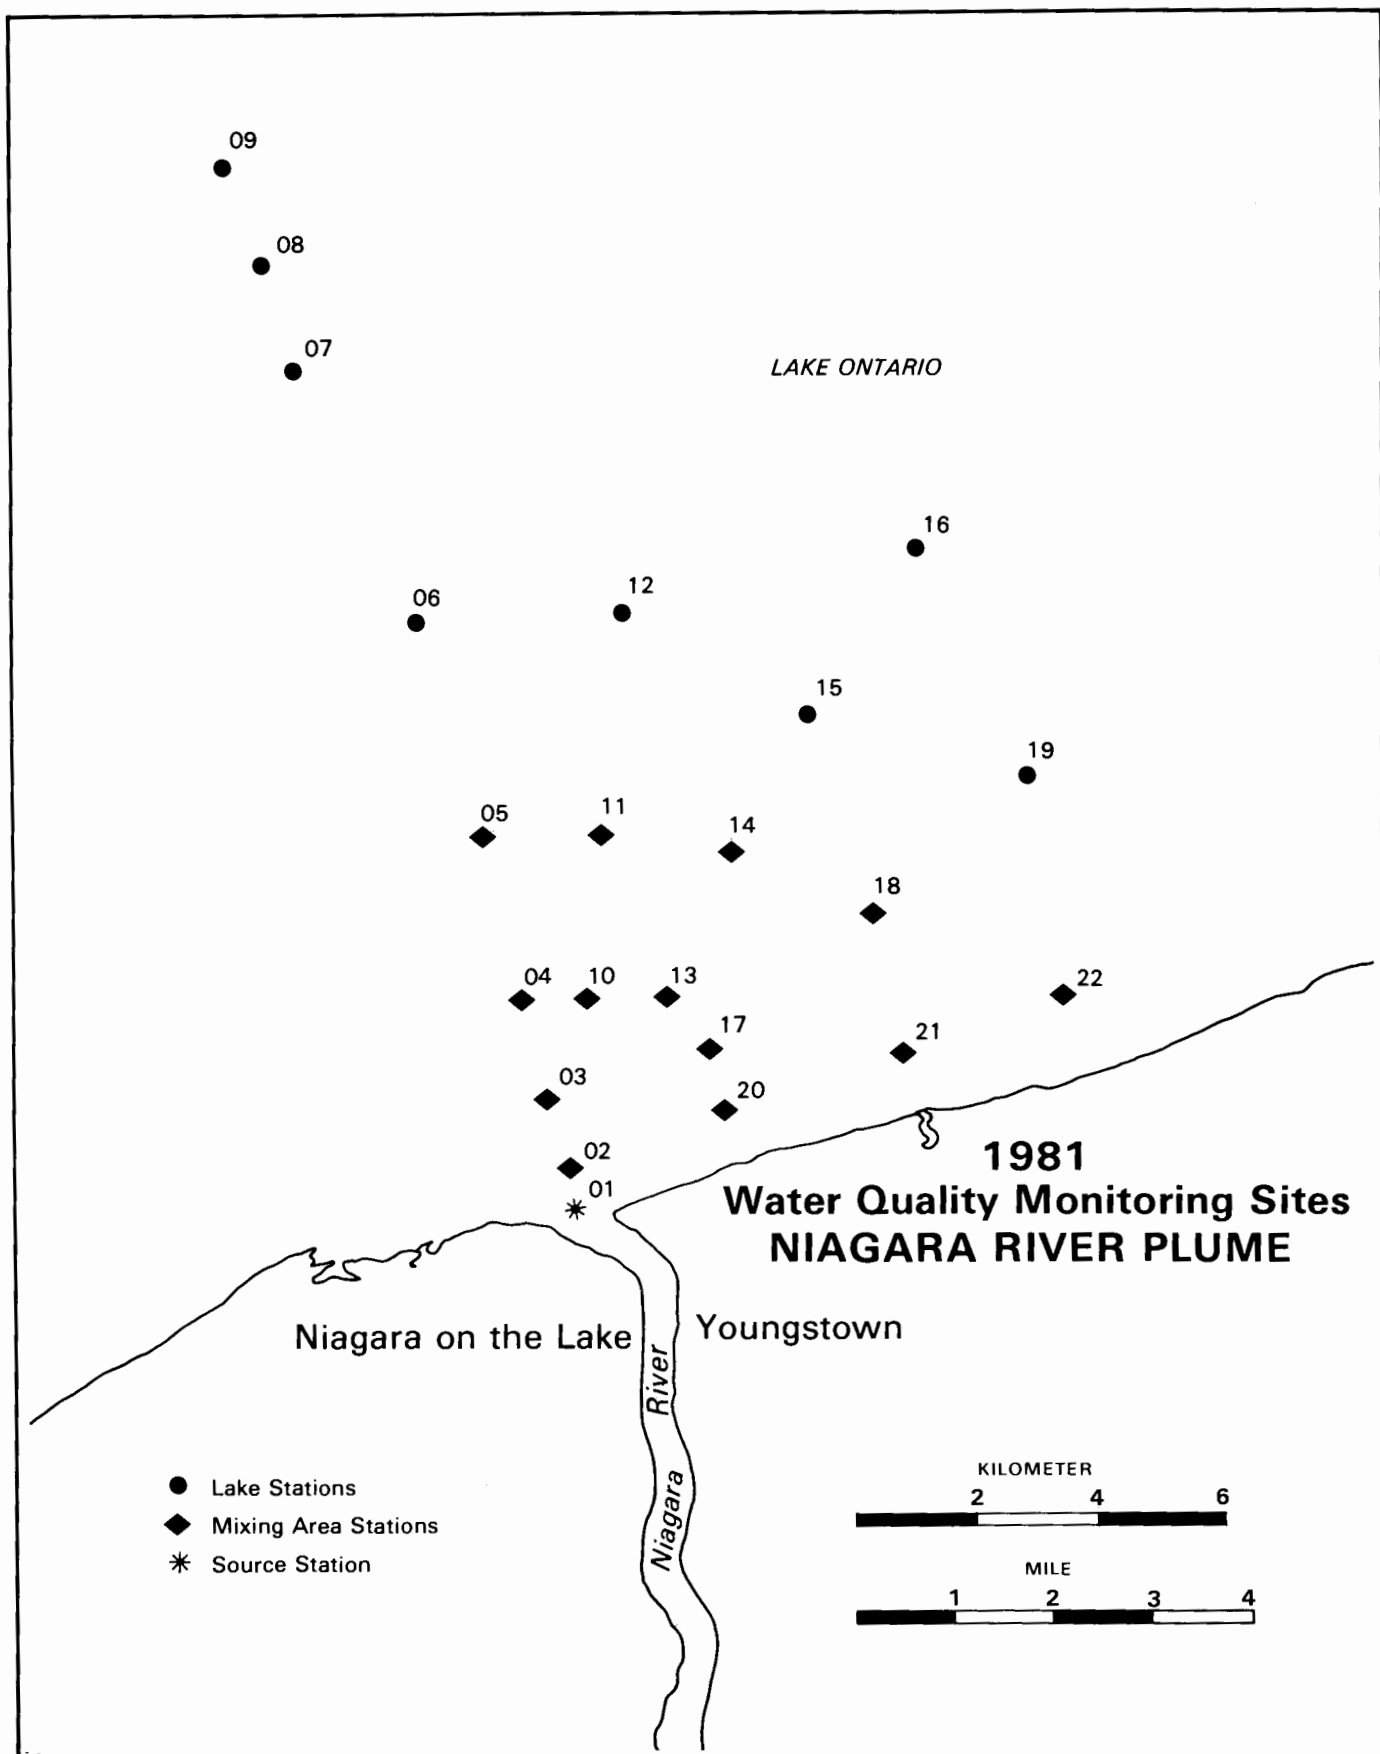 09
08
07
LAKE ONTARIO
16
12
06
15
19
11
05
14
18
04
10
13
22
17
21
03
20
02
01
1981
Water Quality Monitoring Sites
NIAGARA RIVER PLUME
Niagara on the Lake
Youngstown
Niagara River
Lake Stations
Mixing Area Stations
Source Station
KILOMETER
2 4 6
MILE
1 2 3 4